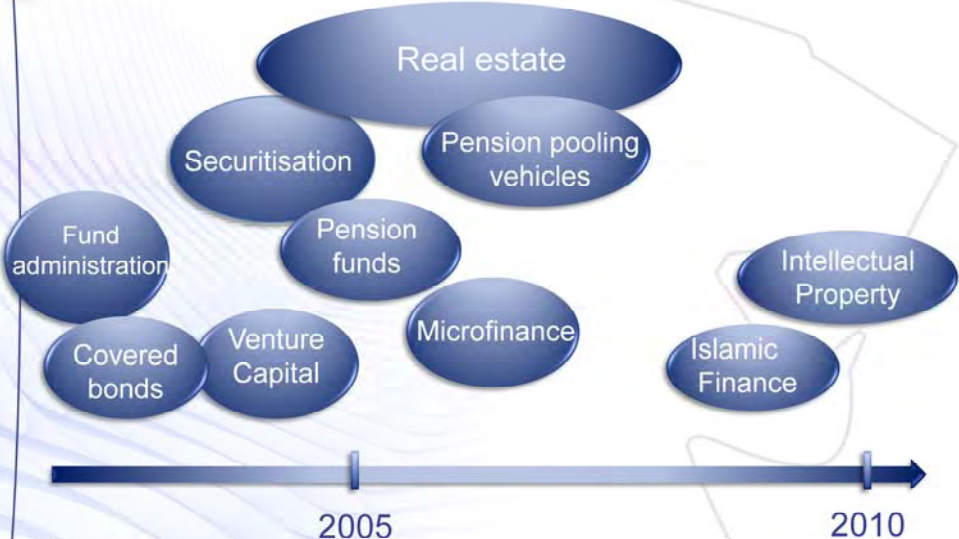 Real estate
Securitisation
Pension pooling
vehicles
Fund
administration
Pension
funds
Intellectual
Property
Covered
bonds
Venture
Capital
Microfinance
Islamic
Finance
2005
2010